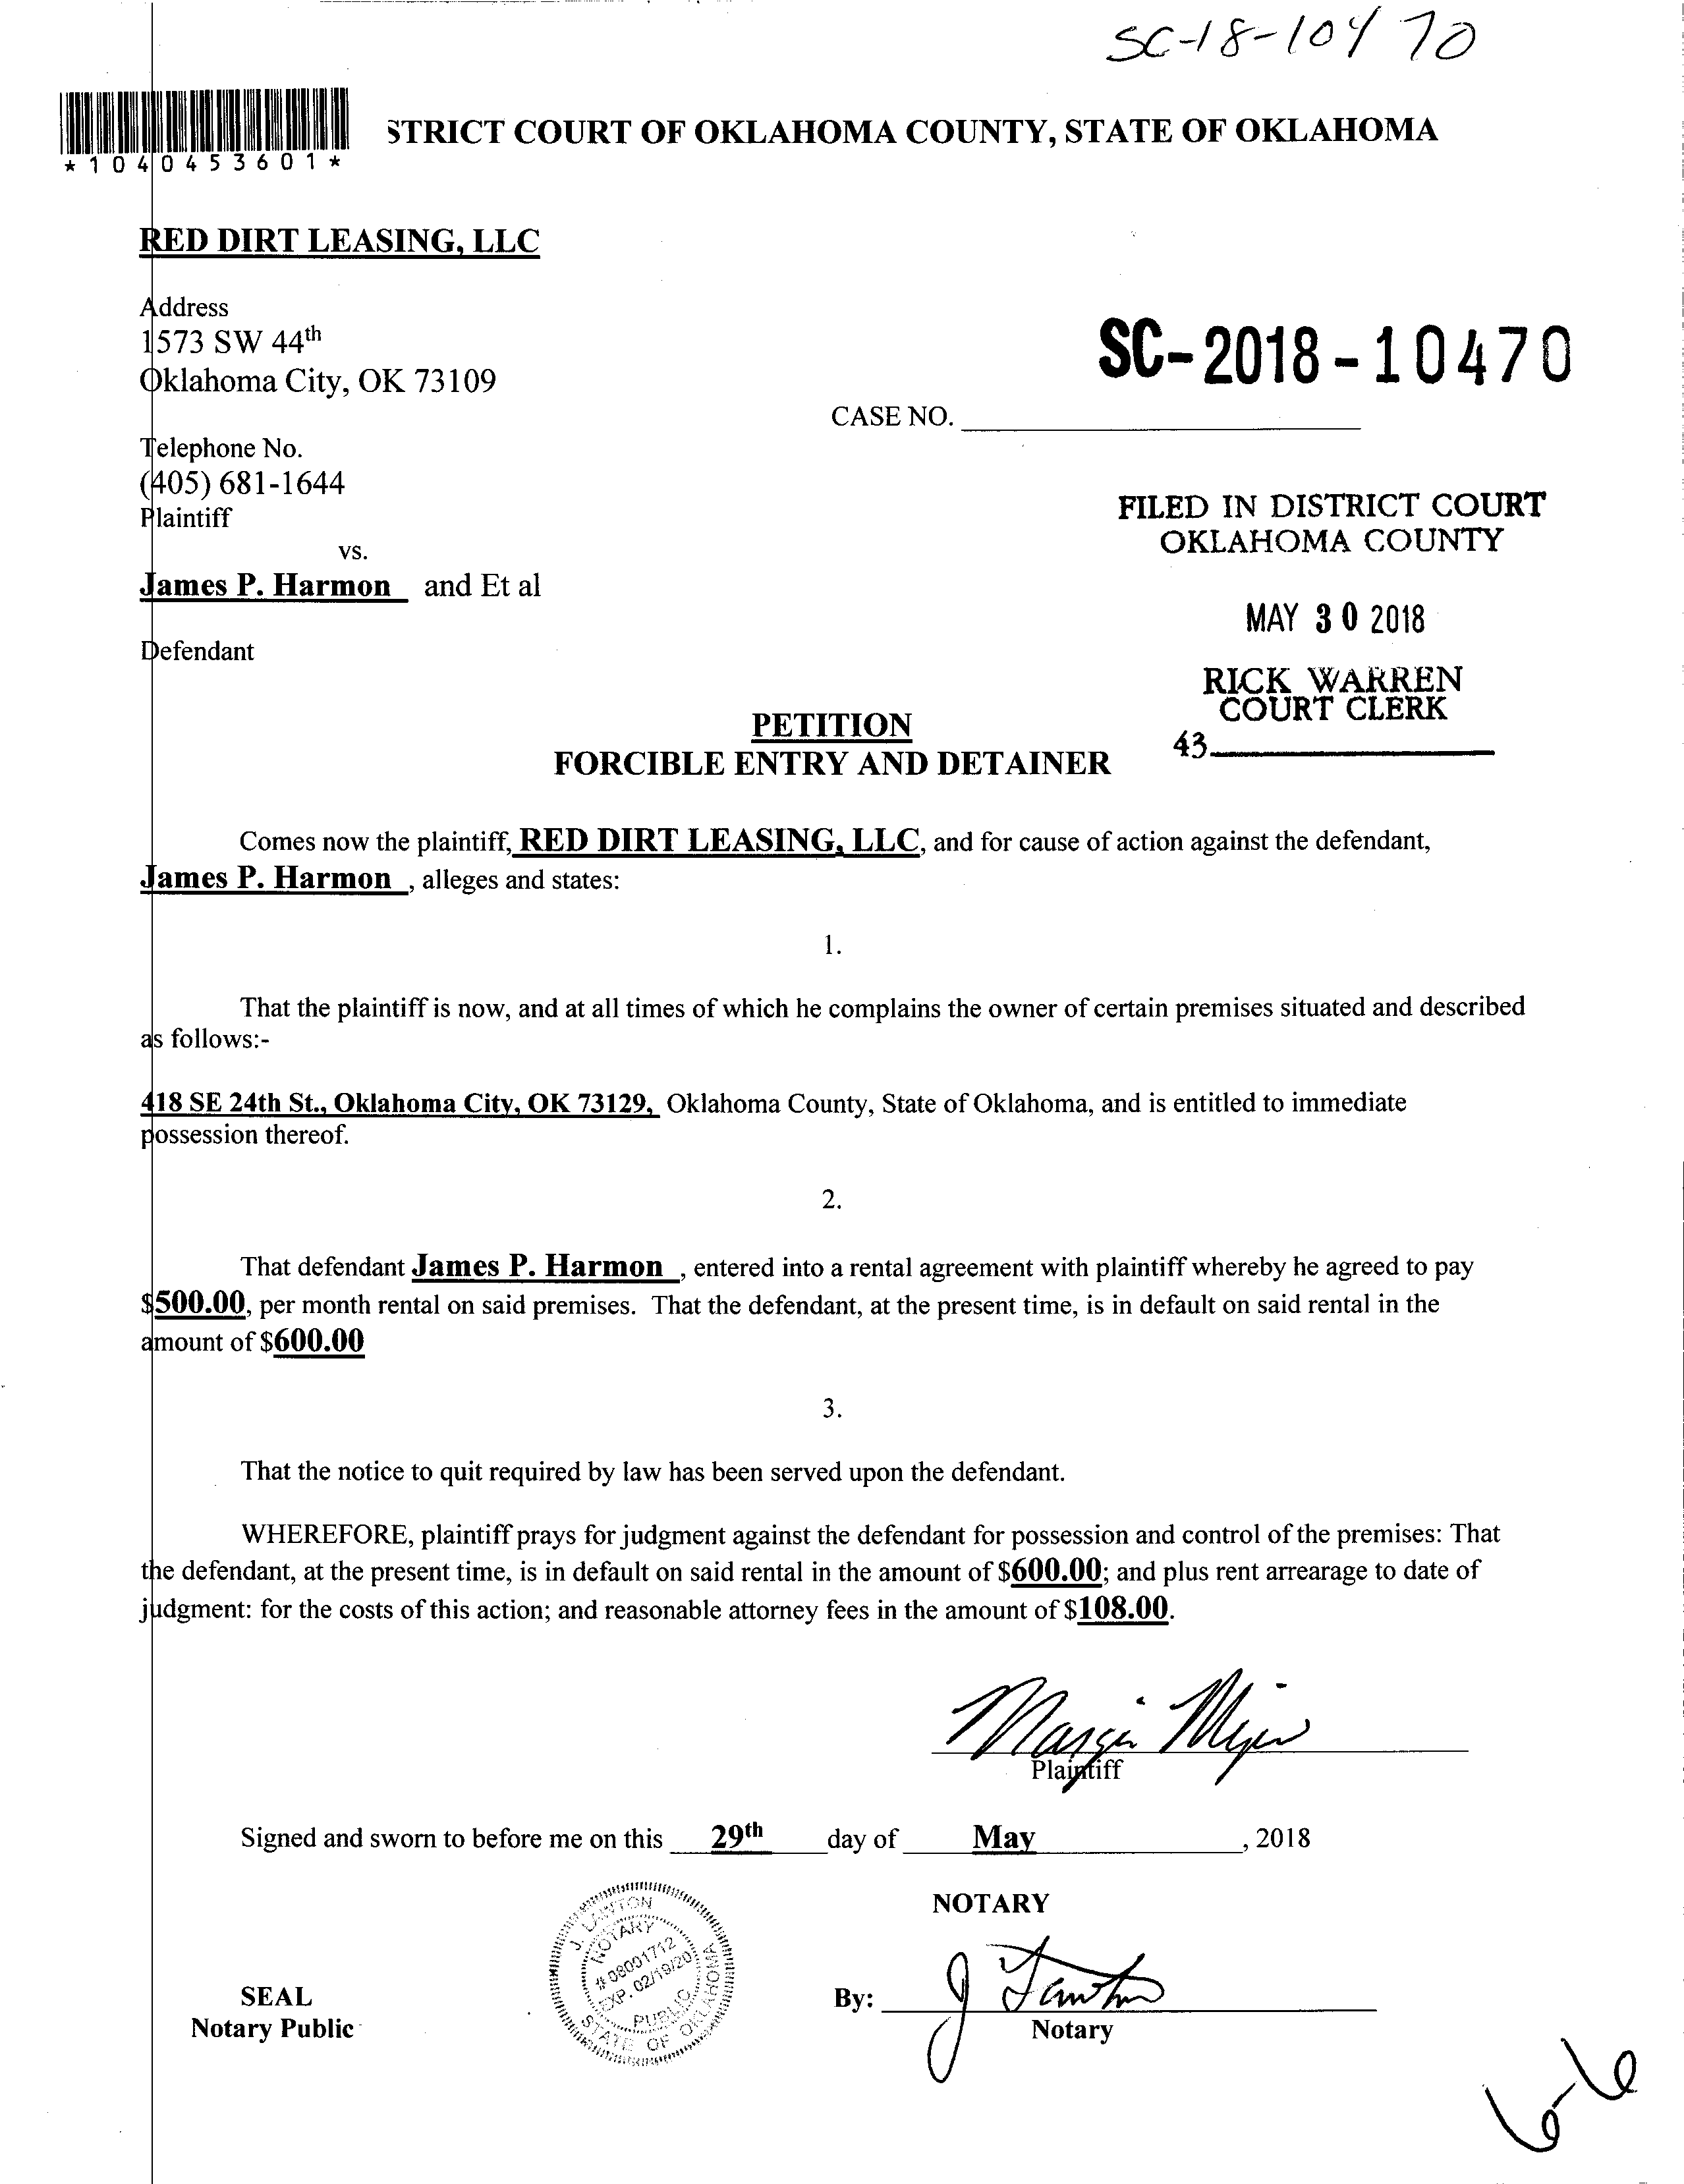 SC-18-10470
*1040453601*
STRICT COURT OF OKLAHOMA COUNTY, STATE OF OKLAHOMA
RED DIRT LEASING, LLC
Address
1573 SW 44th
Oklahoma City, OK 73109
SC-2018-10470
CASE NO.
Telephone No.
(405) 681-1644
Plaintiff
vs.
James P. Harmon and Et al
Defendant
FILED IN DISTRICT COURT
OKLAHOMA COUNTY
MAY 30 2018
RICK WARREN
COURT CLERK
43
PETITION
FORCIBLE ENTRY AND DETAINER
Comes now the plaintiff, RED DIRT LEASING, LLC, and for cause of action against the defendant,
James P. Harmon , alleges and states:
1.
That the plaintiff is now, and at all times of which he complains the owner of certain premises situated and described
as follows:-
418 SE 24th St., Oklahoma City, OK 73129, Oklahoma County, State of Oklahoma, and is entitled to immediate
possession thereof.
2.
That defendant James P. Harmon , entered into a rental agreement with plaintiff whereby he agreed to pay
$500.00, per month rental on said premises. That the defendant, at the present time, is in default on said rental in the
amount of $600.00
3.
That the notice to quit required by law has been served upon the defendant.
WHEREFORE, plaintiff prays for judgment against the defendant for possession and control of the premises: That
the defendant, at the present time, is in default on said rental in the amount of $600.00; and plus rent arrearage to date of
judgment: for the costs of this action; and reasonable attorney fees in the amount of $108.00.
Plaintiff
Signed and sworn to before me on this 29th day of May , 2018
NOTARY
J. LAWTON
NOTARY
# 08001712
EXP. 02/19/20
PUBLIC
STATE OF OKLAHOMA
SEAL
Notary Public
By: J Lawton
Notary
6-6